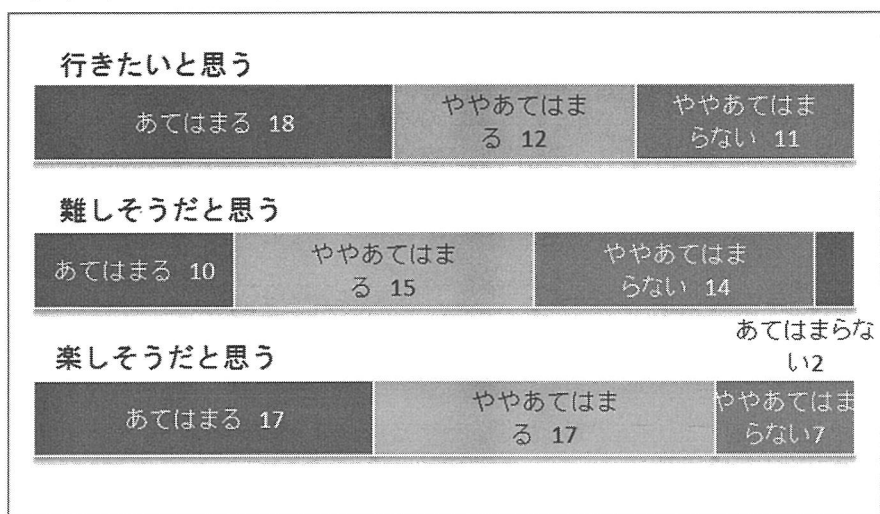 行きたいと思う
あてはまる 18
ややあてはま
る 12
ややあてはま
らない 11
難しそうだと思う
あてはまる 10
ややあてはま
る 15
ややあてはま
らない 14
あてはまらな
い2
楽しそうだと思う
あてはまる 17
ややあてはま
る 17
ややあてはま
らない7